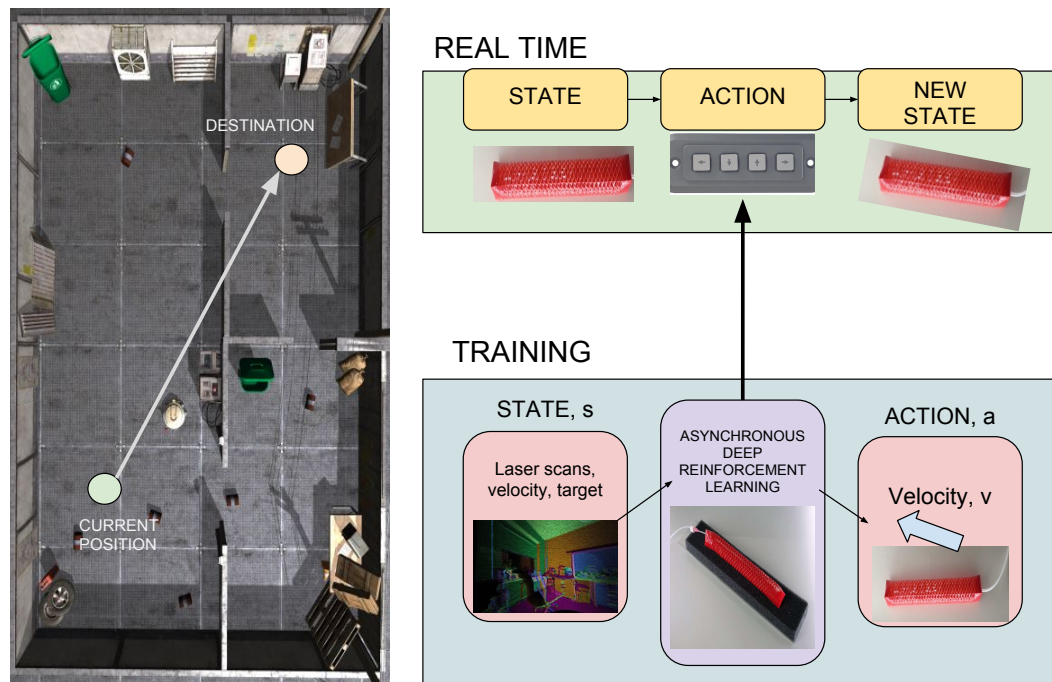 DESTINATION
CURRENT
POSITION
REAL TIME
STATE
ACTION
NEW
STATE
TRAINING
STATE, s
Laser scans,
velocity, target
ASYNCHRONOUS
DEEP
REINFORCEMENT
LEARNING
ACTION, a
Velocity, v